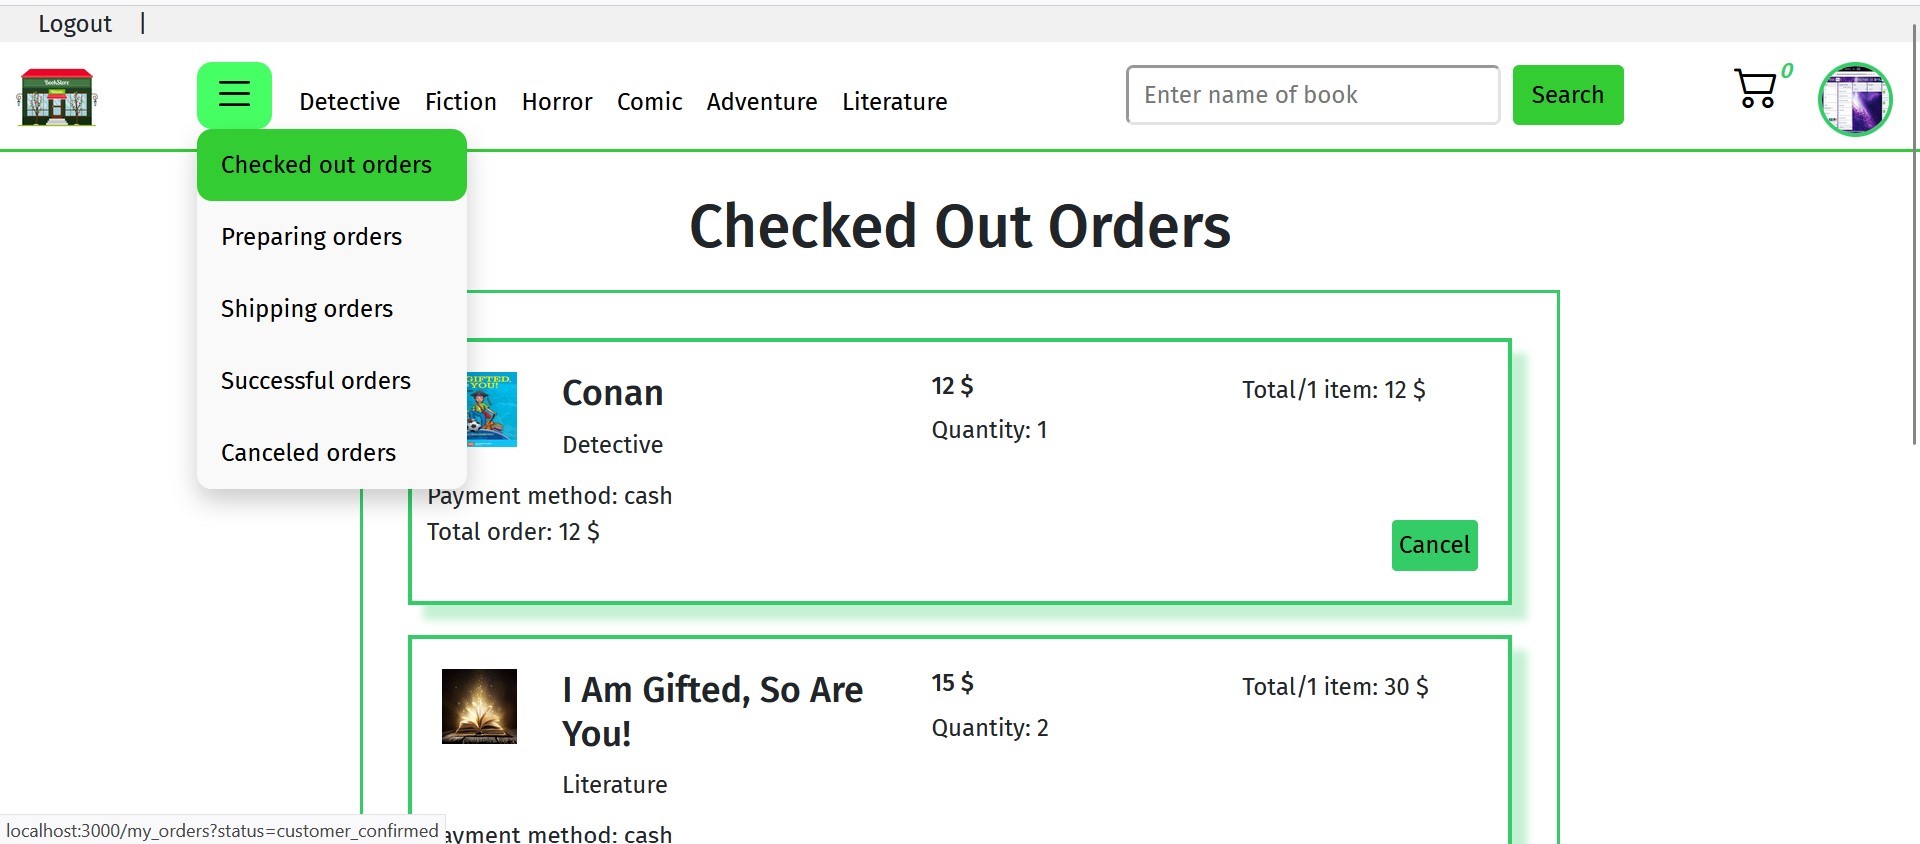 Logout |
BookStore
Detective Fiction Horror Comic Adventure Literature
Enter name of book
Search
0
Checked out orders
Preparing orders
Shipping orders
Successful orders
Canceled orders
Checked Out Orders
GIFTED,
YOU!
Conan
Detective
12 $
Quantity: 1
Total/1 item: 12 $
Payment method: cash
Total order: 12 $
Cancel
I Am Gifted, So Are
You!
Literature
15 $
Quantity: 2
Total/1 item: 30 $
ayment method: cash
localhost:3000/my_orders?status=customer_confirmed